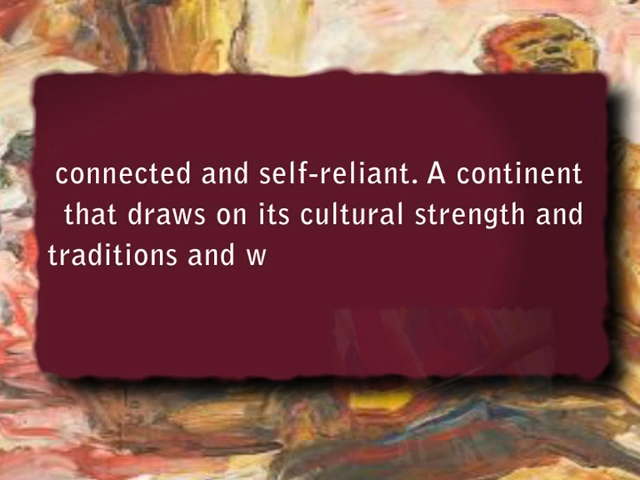 connected and self-reliant. A continent
that draws on its cultural strength and
traditions and w